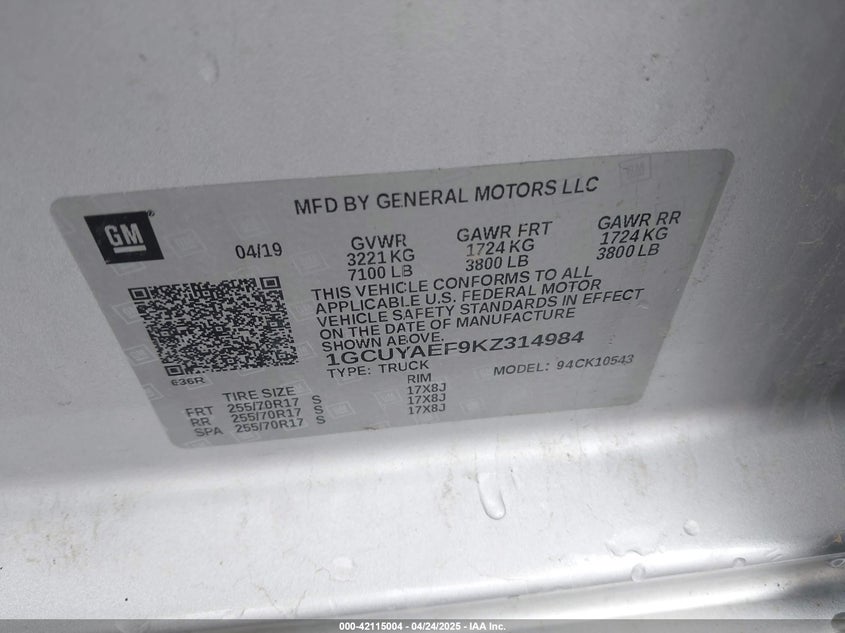 MFD BY GENERAL MOTORS LLC
GM®
04/19
GVWR
3221 KG
7100 LB
GAWR FRT
1724 KG
3800 LB
GAWR RR
1724 KG
3800 LB
THIS VEHICLE CONFORMS TO ALL
APPLICABLE U.S. FEDERAL MOTOR
VEHICLE SAFETY STANDARDS IN EFFECT
ON THE DATE OF MANUFACTURE
SHOWN ABOVE.
1GCUYAEF9KZ314984
TYPE: TRUCK
MODEL: 94CK10543
636R
TIRE SIZE RIM
FRT 255/70R17 S 17X8J
RR 255/70R17 S 17X8J
SPA 255/70R17 S 17X8J
000-42115004 - 04/24/2025 - IAA Inc.